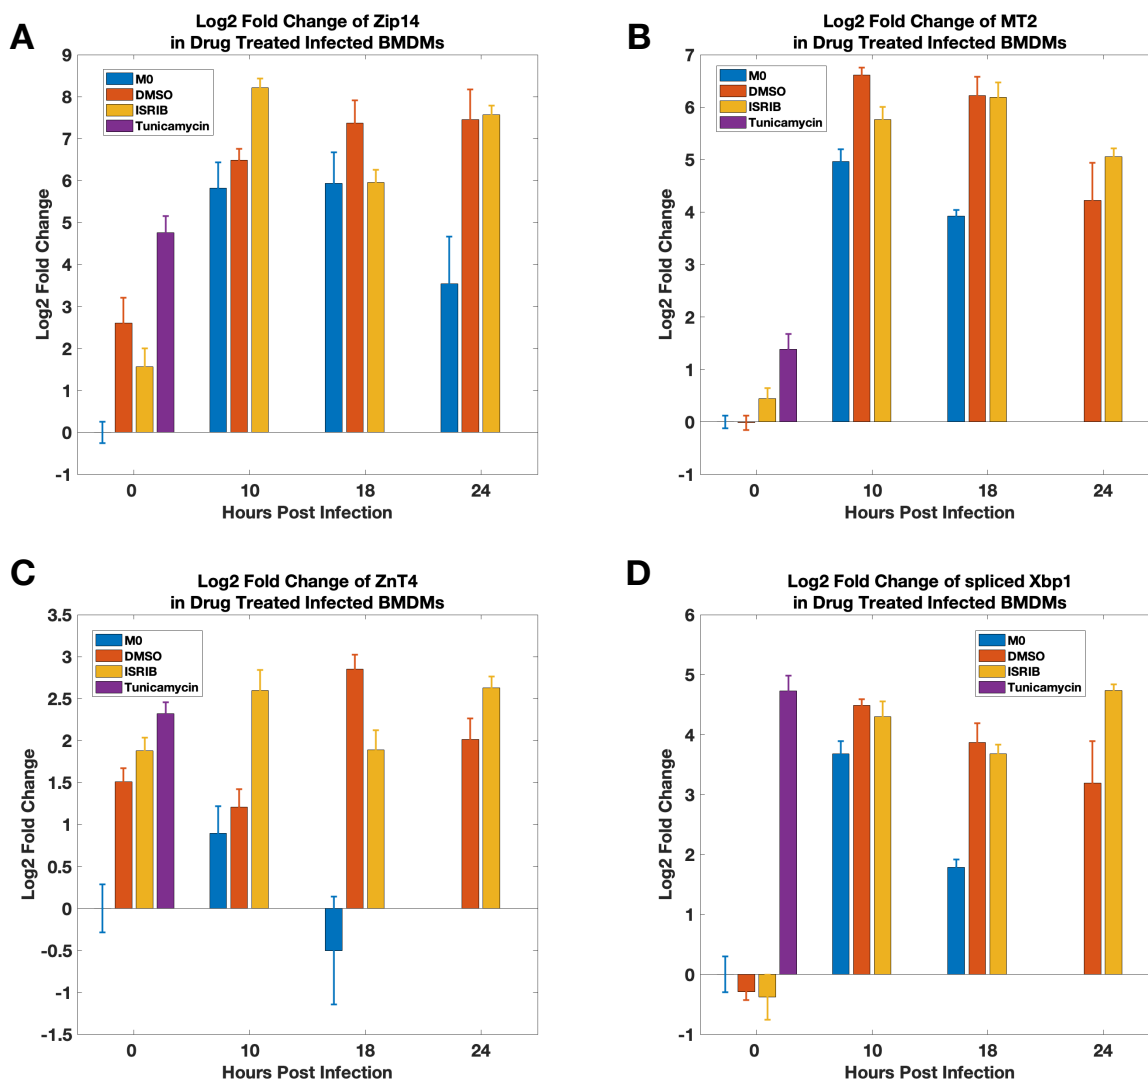 A
Log2 Fold Change of Zip14
in Drug Treated Infected BMDMs
9
8
7
6
5
4
3
2
1
0
-1
Log2 Fold Change
M0
DMSO
ISRIB
Tunicamycin
0 10 18 24
Hours Post Infection
B
Log2 Fold Change of MT2
in Drug Treated Infected BMDMs
7
6
5
4
3
2
1
0
-1
Log2 Fold Change
M0
DMSO
ISRIB
Tunicamycin
0 10 18 24
Hours Post Infection
C
Log2 Fold Change of ZnT4
in Drug Treated Infected BMDMs
3.5
3
2.5
2
1.5
1
0.5
0
-0.5
-1
-1.5
Log2 Fold Change
M0
DMSO
ISRIB
Tunicamycin
0 10 18 24
Hours Post Infection
D
Log2 Fold Change of spliced Xbp1
in Drug Treated Infected BMDMs
6
5
4
3
2
1
0
-1
Log2 Fold Change
M0
DMSO
ISRIB
Tunicamycin
0 10 18 24
Hours Post Infection